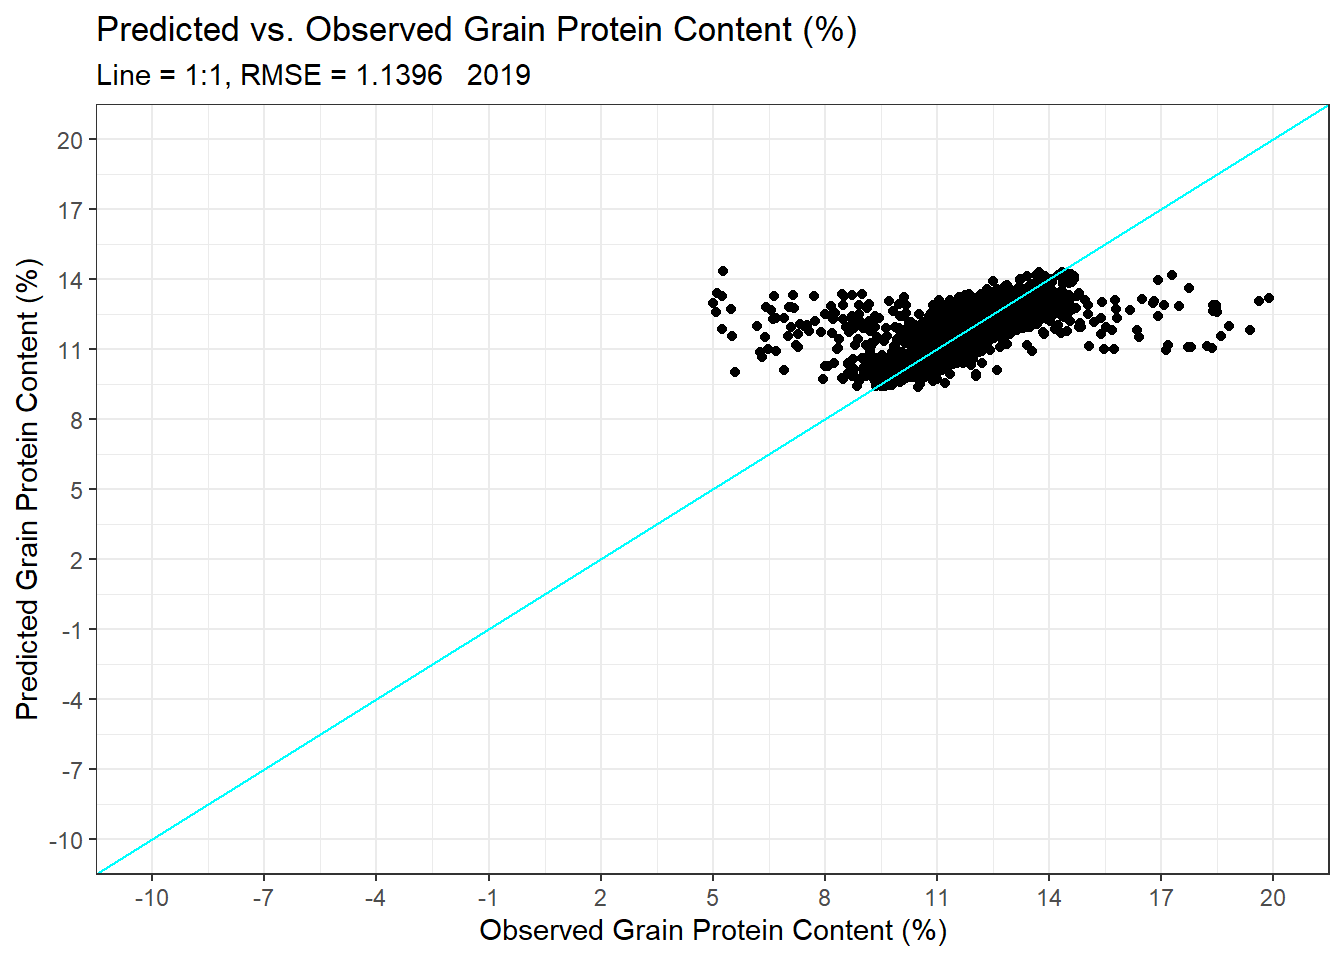 Predicted vs. Observed Grain Protein Content (%)
Line = 1:1, RMSE = 1.1396   2019
Predicted Grain Protein Content (%)
20
17
14
11
8
5
2
-1
-4
-7
-10
-10 -7 -4 -1 2 5 8 11 14 17 20
Observed Grain Protein Content (%)